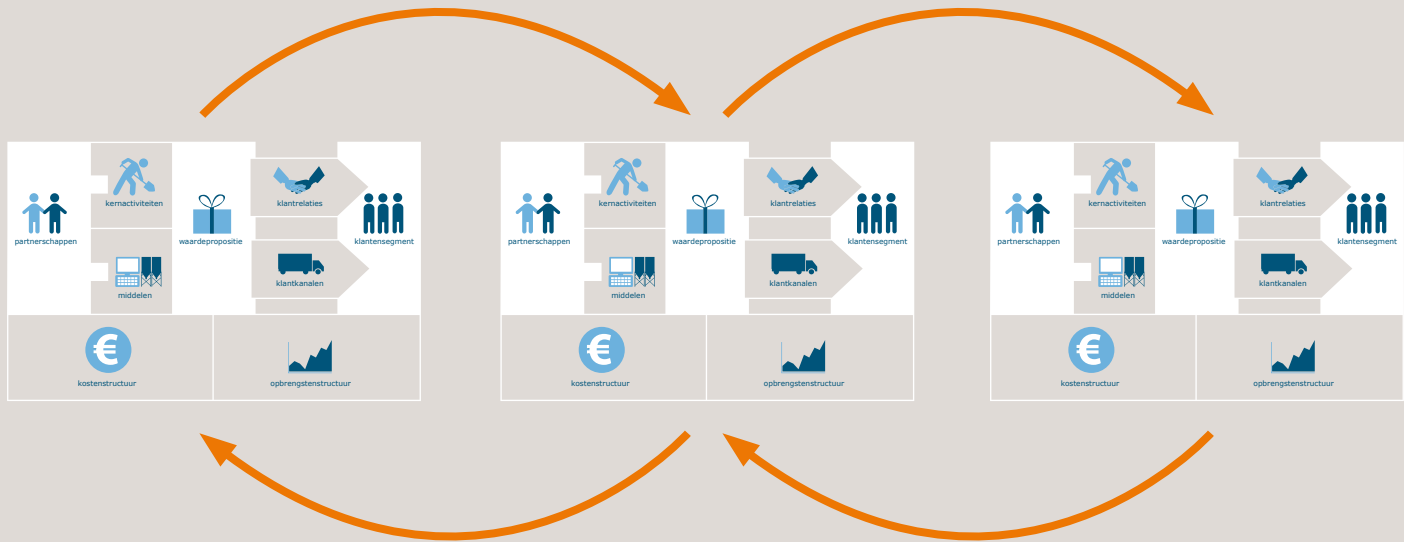 kernactiviteiten
klantrelaties
partnerschappen
waardepropositie
klantensegment
middelen
klantkanalen
€
kostenstructuur
opbrengstenstructuur
kernactiviteiten
klantrelaties
partnerschappen
waardepropositie
klantensegment
middelen
klantkanalen
€
kostenstructuur
opbrengstenstructuur
kernactiviteiten
klantrelaties
partnerschappen
waardepropositie
klantensegment
middelen
klantkanalen
€
kostenstructuur
opbrengstenstructuur